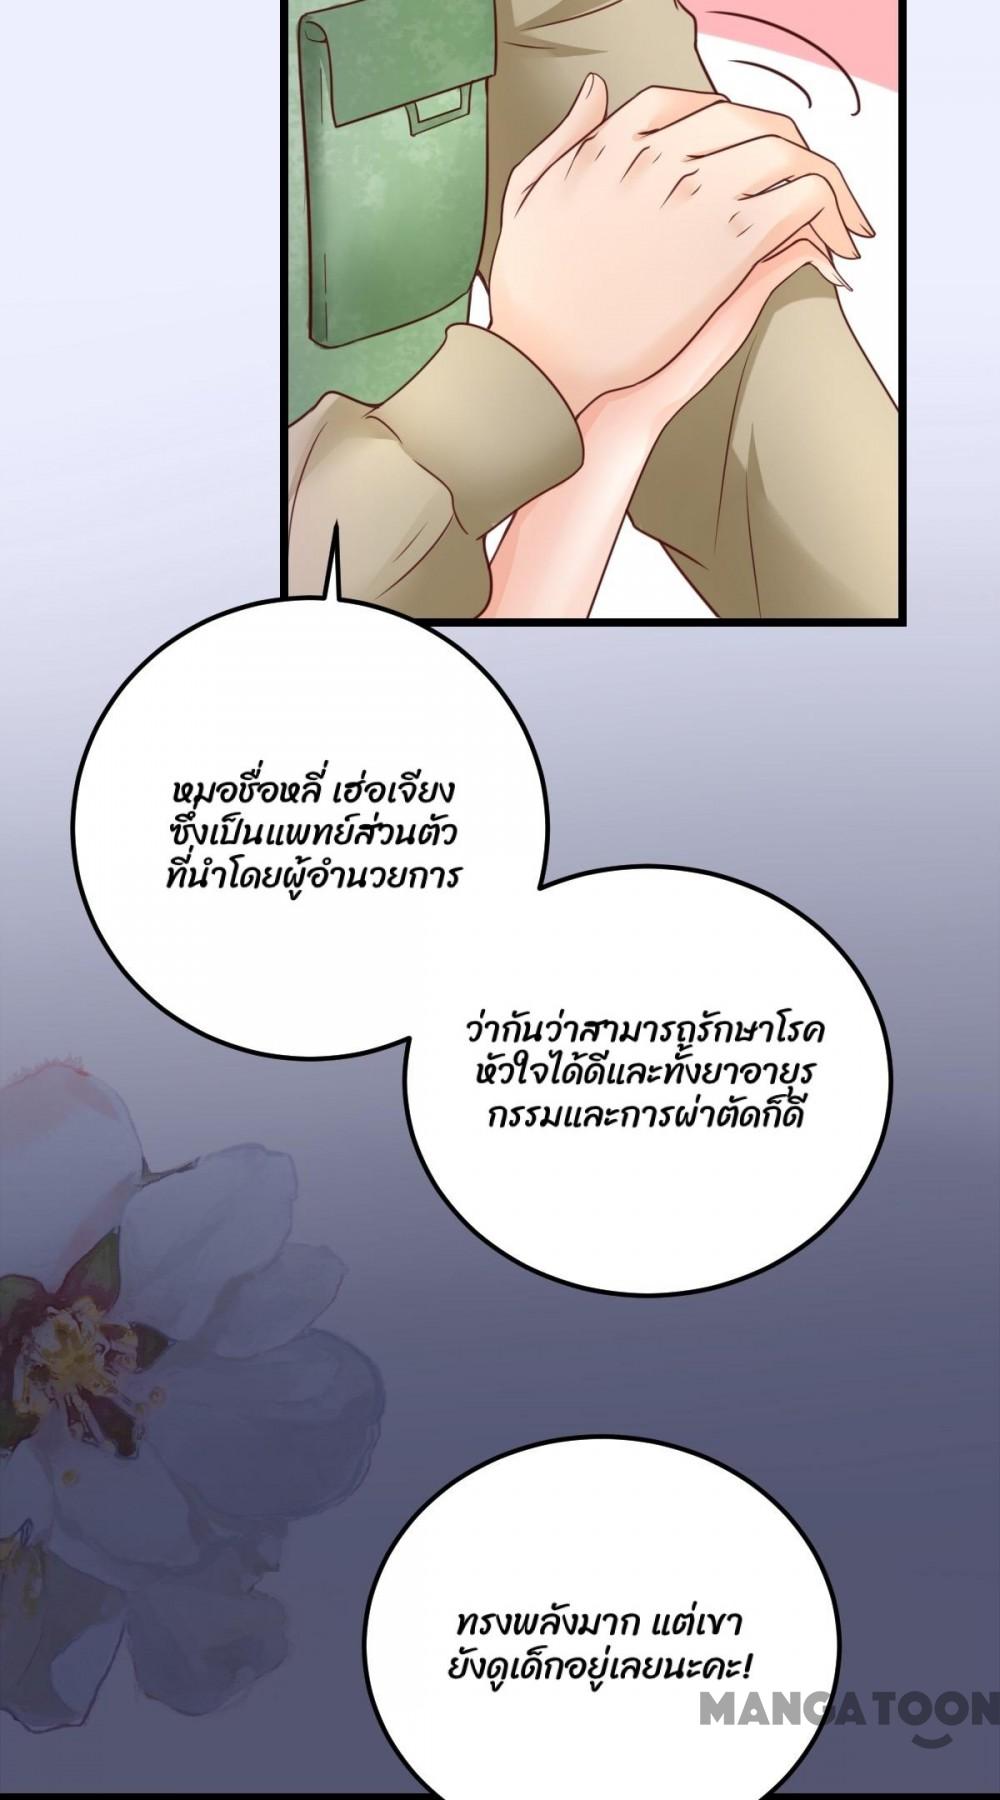 หมอชื่อหลี่ เฮ่อเจียง
ซึ่งเป็นแพทย์ส่วนตัว
ที่นำโดยผู้อำนวยการ
ว่ากันว่าสามารถรักษาโรค
หัวใจได้ดีและทั้งยาอายุร
กรรมและการผ่าตัดก็ดี
ทรงพลังมาก แต่เขา
ยังดูเด็กอยู่เลยนะคะ!
MANGATOON